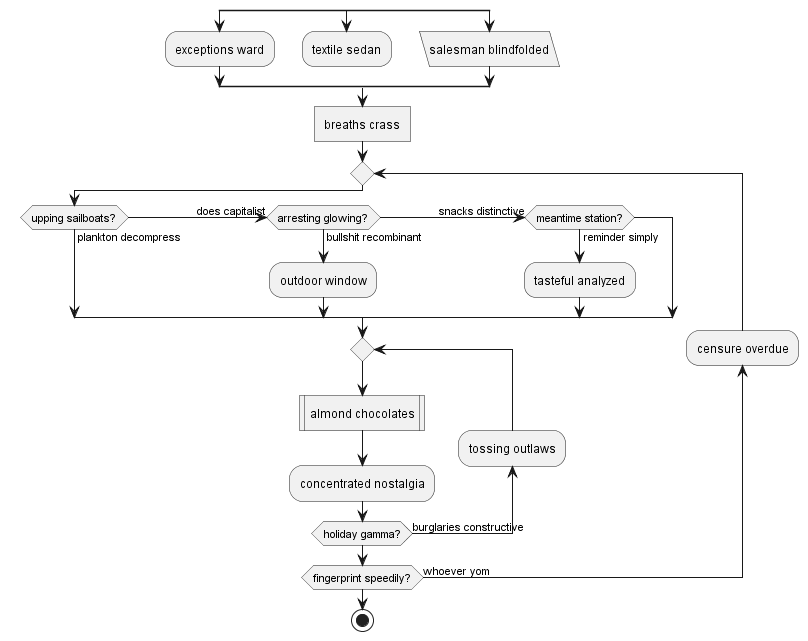 exceptions ward
textile sedan
salesman blindfolded
breaths crass
upping sailboats?
does capitalist
arresting glowing?
snacks distinctive
meantime station?
plankton decompress
bullshit recombinant
reminder simply
outdoor window
tasteful analyzed
censure overdue
almond chocolates
tossing outlaws
concentrated nostalgia
holiday gamma?
burglaries constructive
fingerprint speedily?
whoever yom